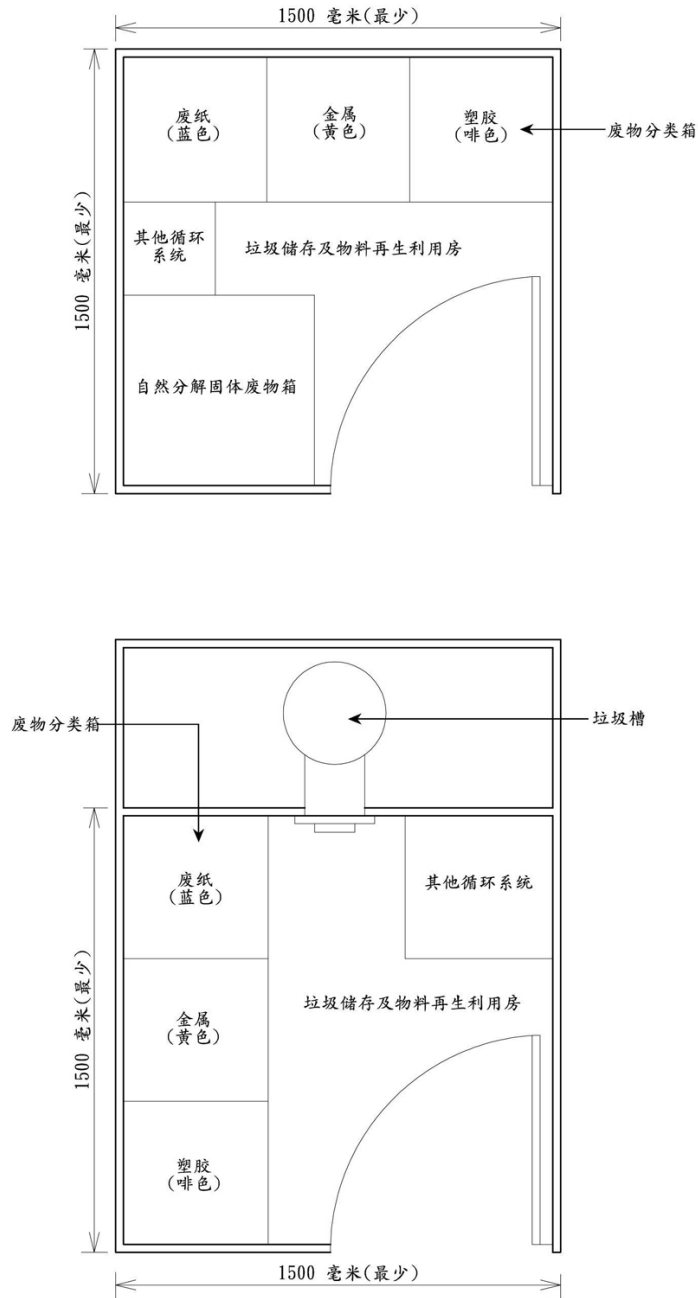 1500 毫米(最少)
废纸
(蓝色)
金属
(黄色)
塑胶
(啡色)
废物分类箱
其他循环
系统
垃圾储存及物料再生利用房
1500 毫米(最少)
自然分解固体废物箱
废物分类箱
垃圾槽
废纸
(蓝色)
其他循环系统
1500 毫米(最少)
金属
(黄色)
垃圾储存及物料再生利用房
塑胶
(啡色)
1500 毫米(最少)